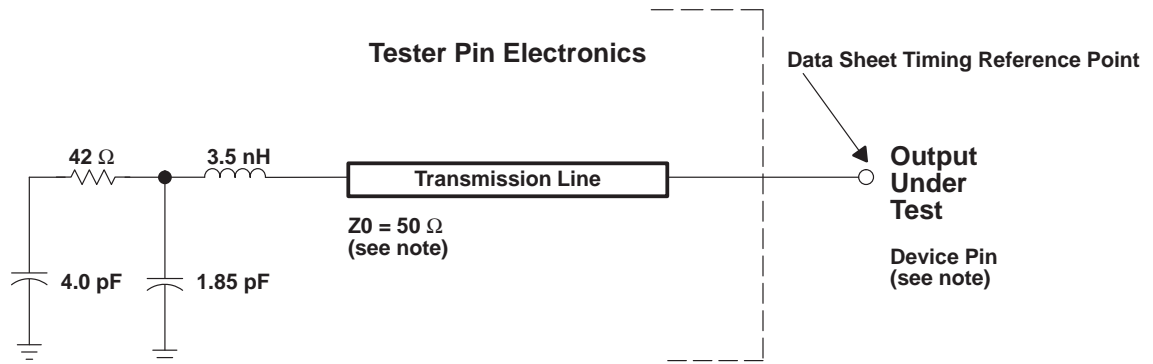 Tester Pin Electronics
Data Sheet Timing Reference Point
42 Ω
3.5 nH
Transmission Line
Output
Under
Test
Z0 = 50 Ω
(see note)
Device Pin
(see note)
4.0 pF
1.85 pF